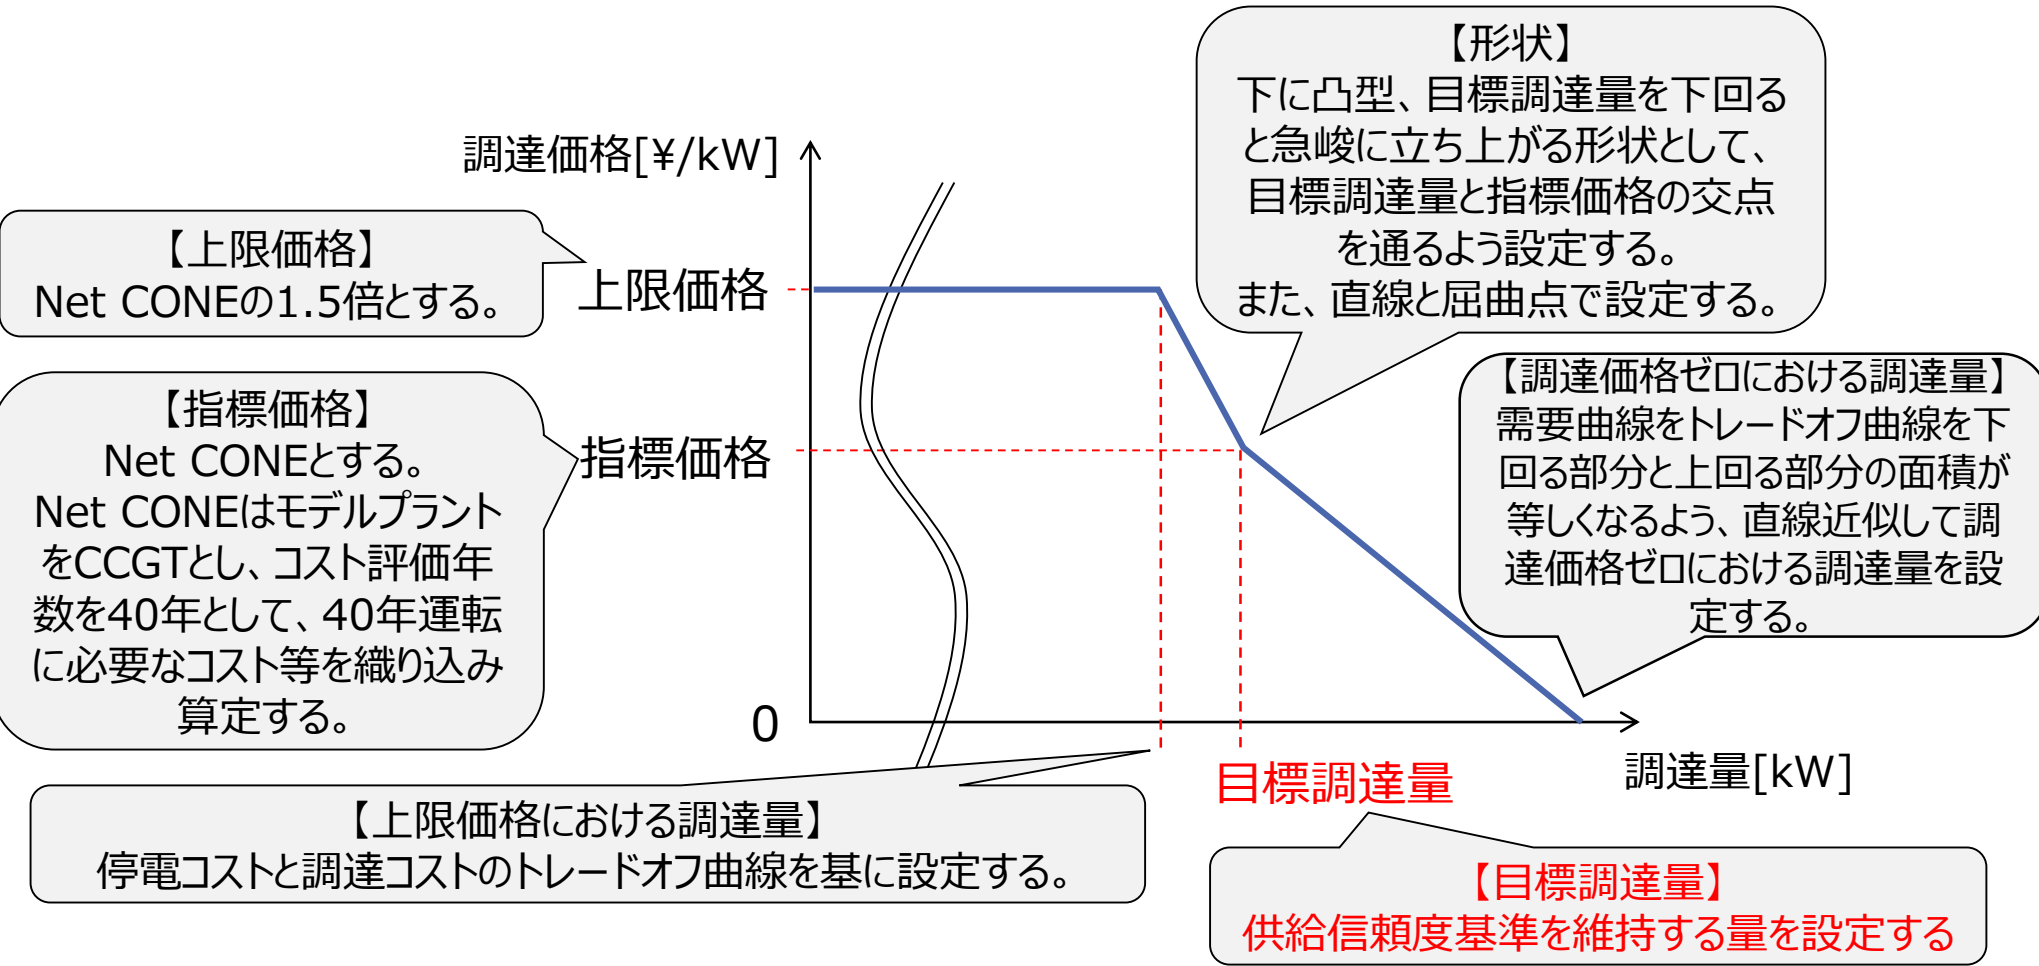 【形状】
下に凸型、目標調達量を下回る
と急峻に立ち上がる形状として、
目標調達量と指標価格の交点
を通るよう設定する。
また、直線と屈曲点で設定する。
調達価格[¥/kW]
【上限価格】
Net CONEの1.5倍とする。
上限価格
【指標価格】
Net CONEとする。
Net CONEはモデルプラント
をCCGTとし、コスト評価年
数を40年として、40年運転
に必要なコスト等を織り込み
算定する。
指標価格
【調達価格ゼロにおける調達量】
需要曲線をトレードオフ曲線を下
回る部分と上回る部分の面積が
等しくなるよう、直線近似して調
達価格ゼロにおける調達量を設
定する。
0
目標調達量
調達量[kW]
【上限価格における調達量】
停電コストと調達コストのトレードオフ曲線を基に設定する。
【目標調達量】
供給信頼度基準を維持する量を設定する